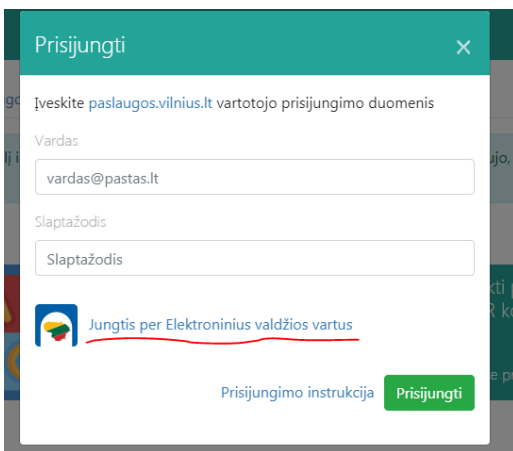 Prisijungti
×
Įveskite paslaugos.vilnius.lt vartotojo prisijungimo duomenis
Vardas
vardas@pastas.lt
Slaptažodis
Slaptažodis
Jungtis per Elektroninius valdžios vartus
Prisijungimo instrukcija Prisijungti